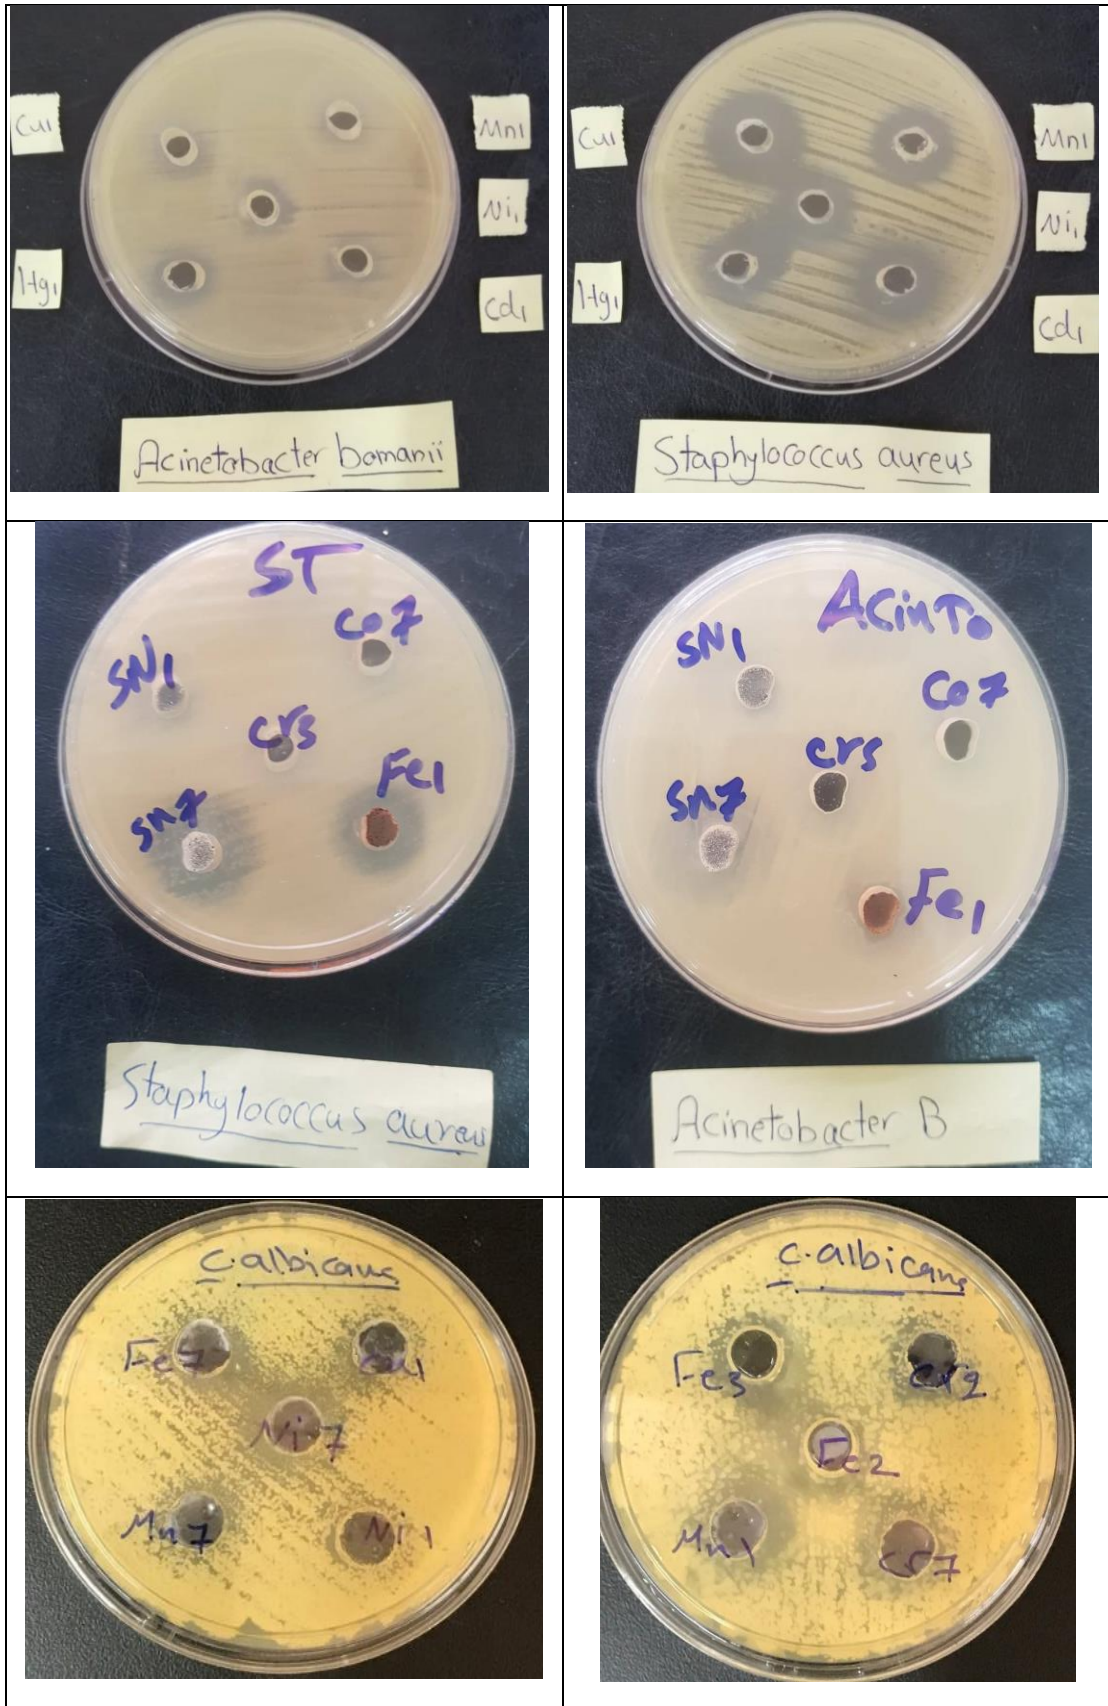 Cu1
Mn1
Ni1
Hg1
Cd1
Acinetobacter bomanii
Cu1
Mn1
Ni1
Hg1
Cd1
Staphylococcus aureus
ST
Co7
SN1
crs
Fe1
Sn7
Staphylococcus aureus
AcinTo
SN1
Co7
crs
Sn7
Fe1
Acinetobacter B
C.albicans
Fe7
Cu1
Ni7
Mn7
Ni1
C.albicans
Fe3
cr2
Fe2
Mn1
cr7